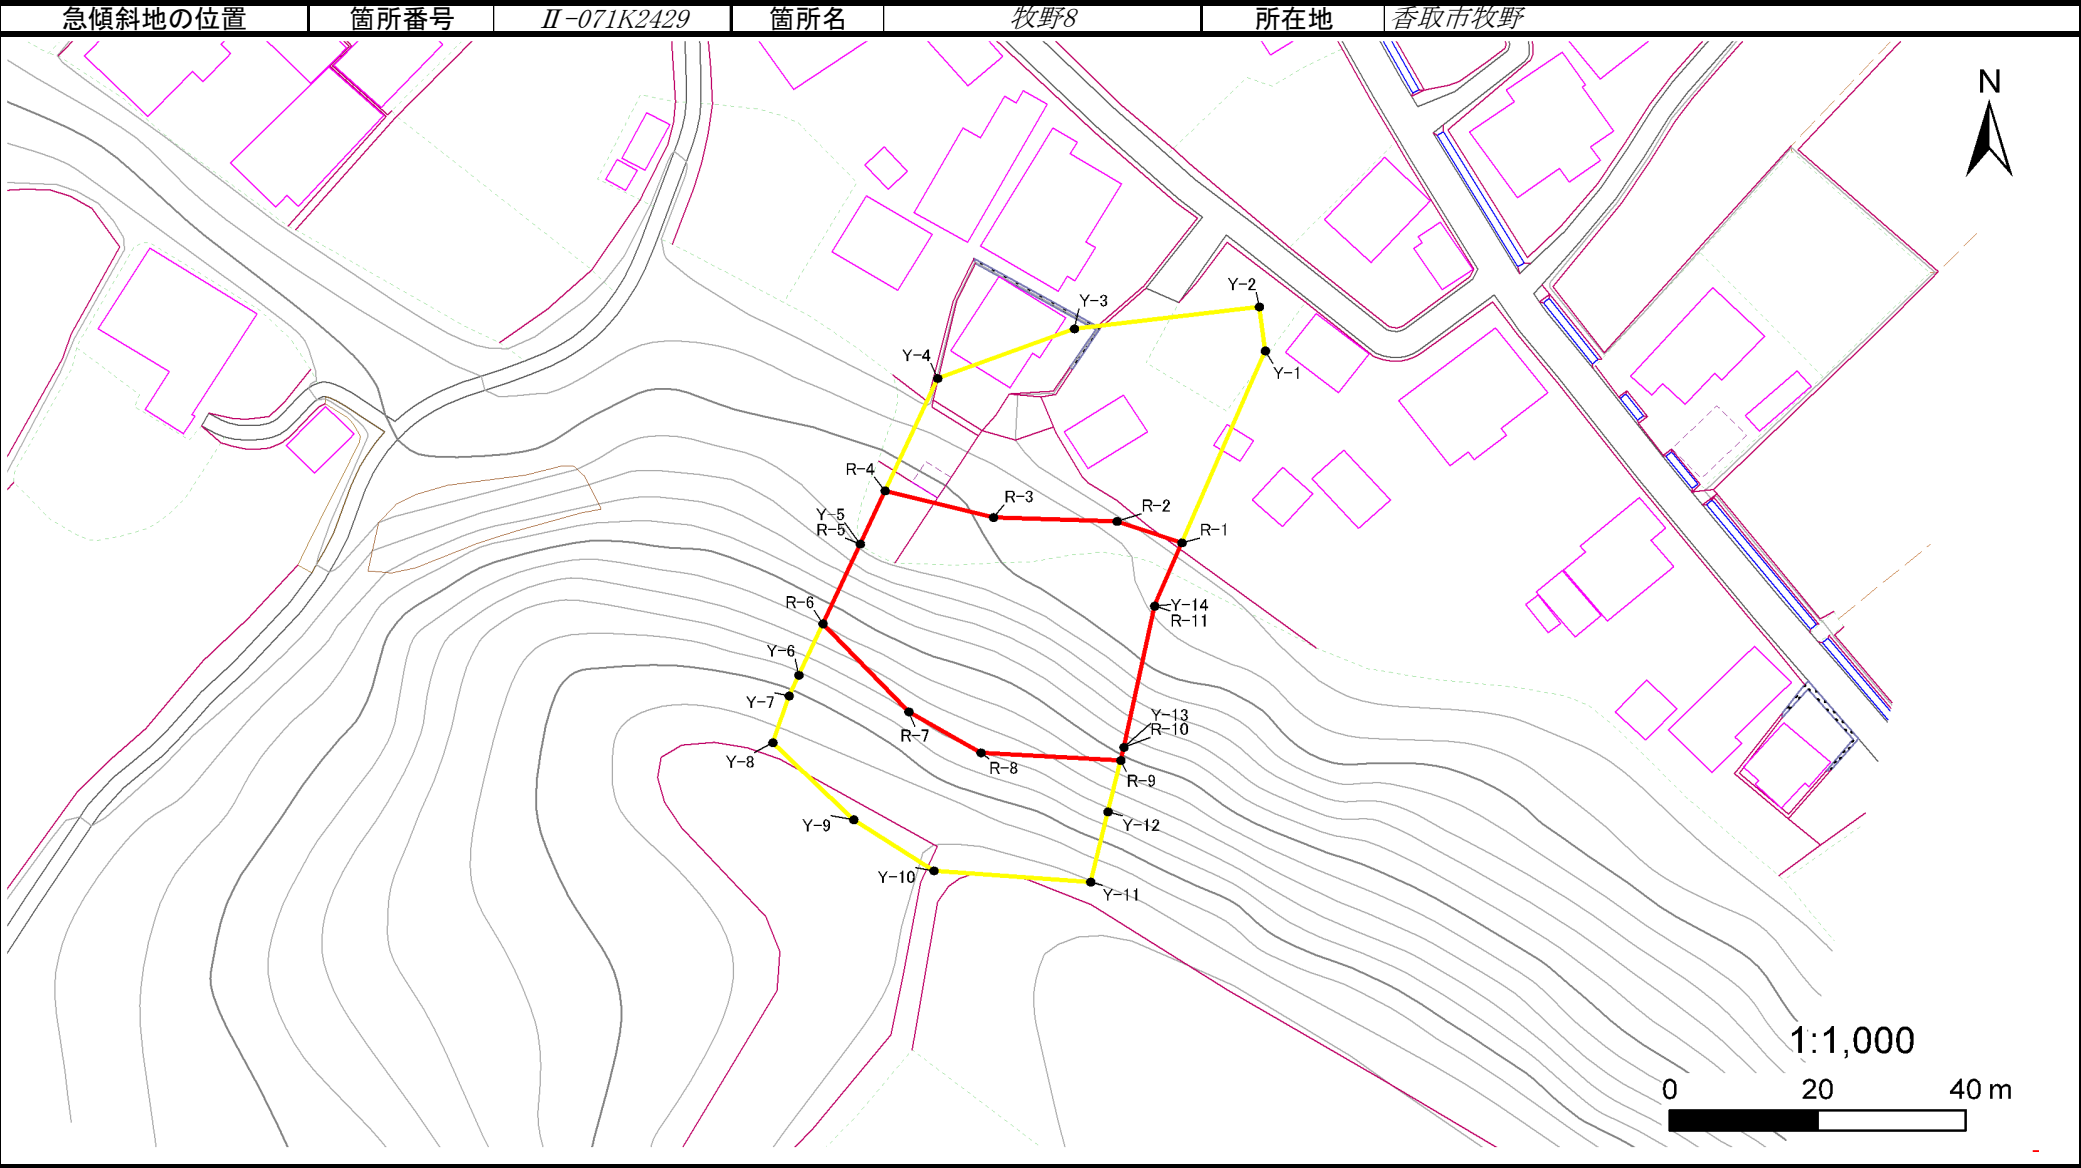 急傾斜地の位置 箇所番号 Ⅱ-071K2429 箇所名 牧野8 所在地 香取市牧野
N
Y-2
Y-3
Y-4
Y-1
R-4
R-3
R-2
Y-5
R-5
R-1
R-6
Y-14
R-11
Y-6
Y-7
Y-13
R-10
R-7
Y-8
R-8
R-9
Y-9
Y-12
Y-10
Y-11
1:1,000
0 20 40 m